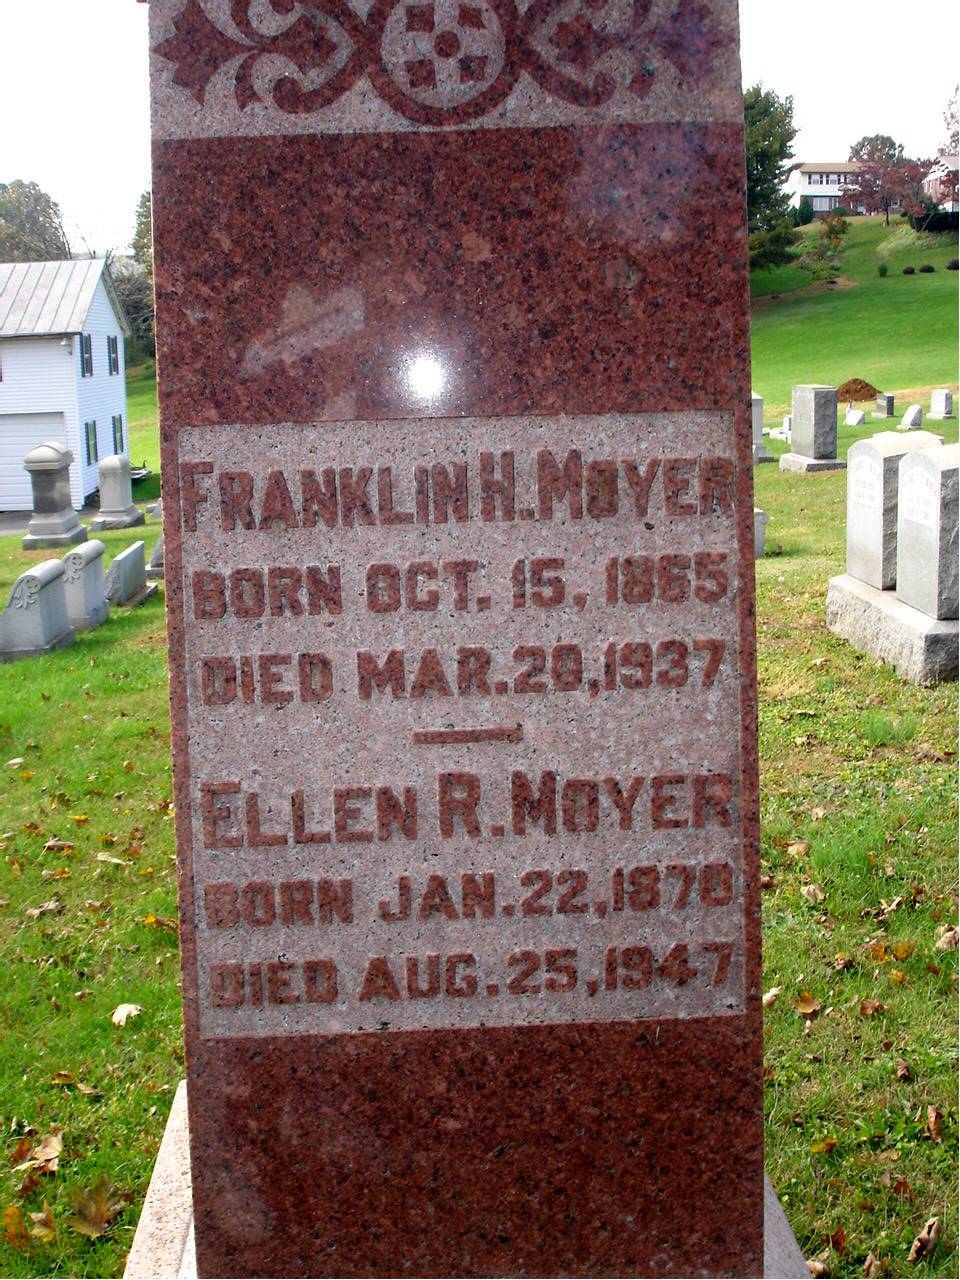 FRANKLIN H. MOYER
BORN OCT. 15, 1865
DIED MAR. 20, 1937
ELLEN R. MOYER
BORN JAN. 22, 1870
DIED AUG. 25, 1947